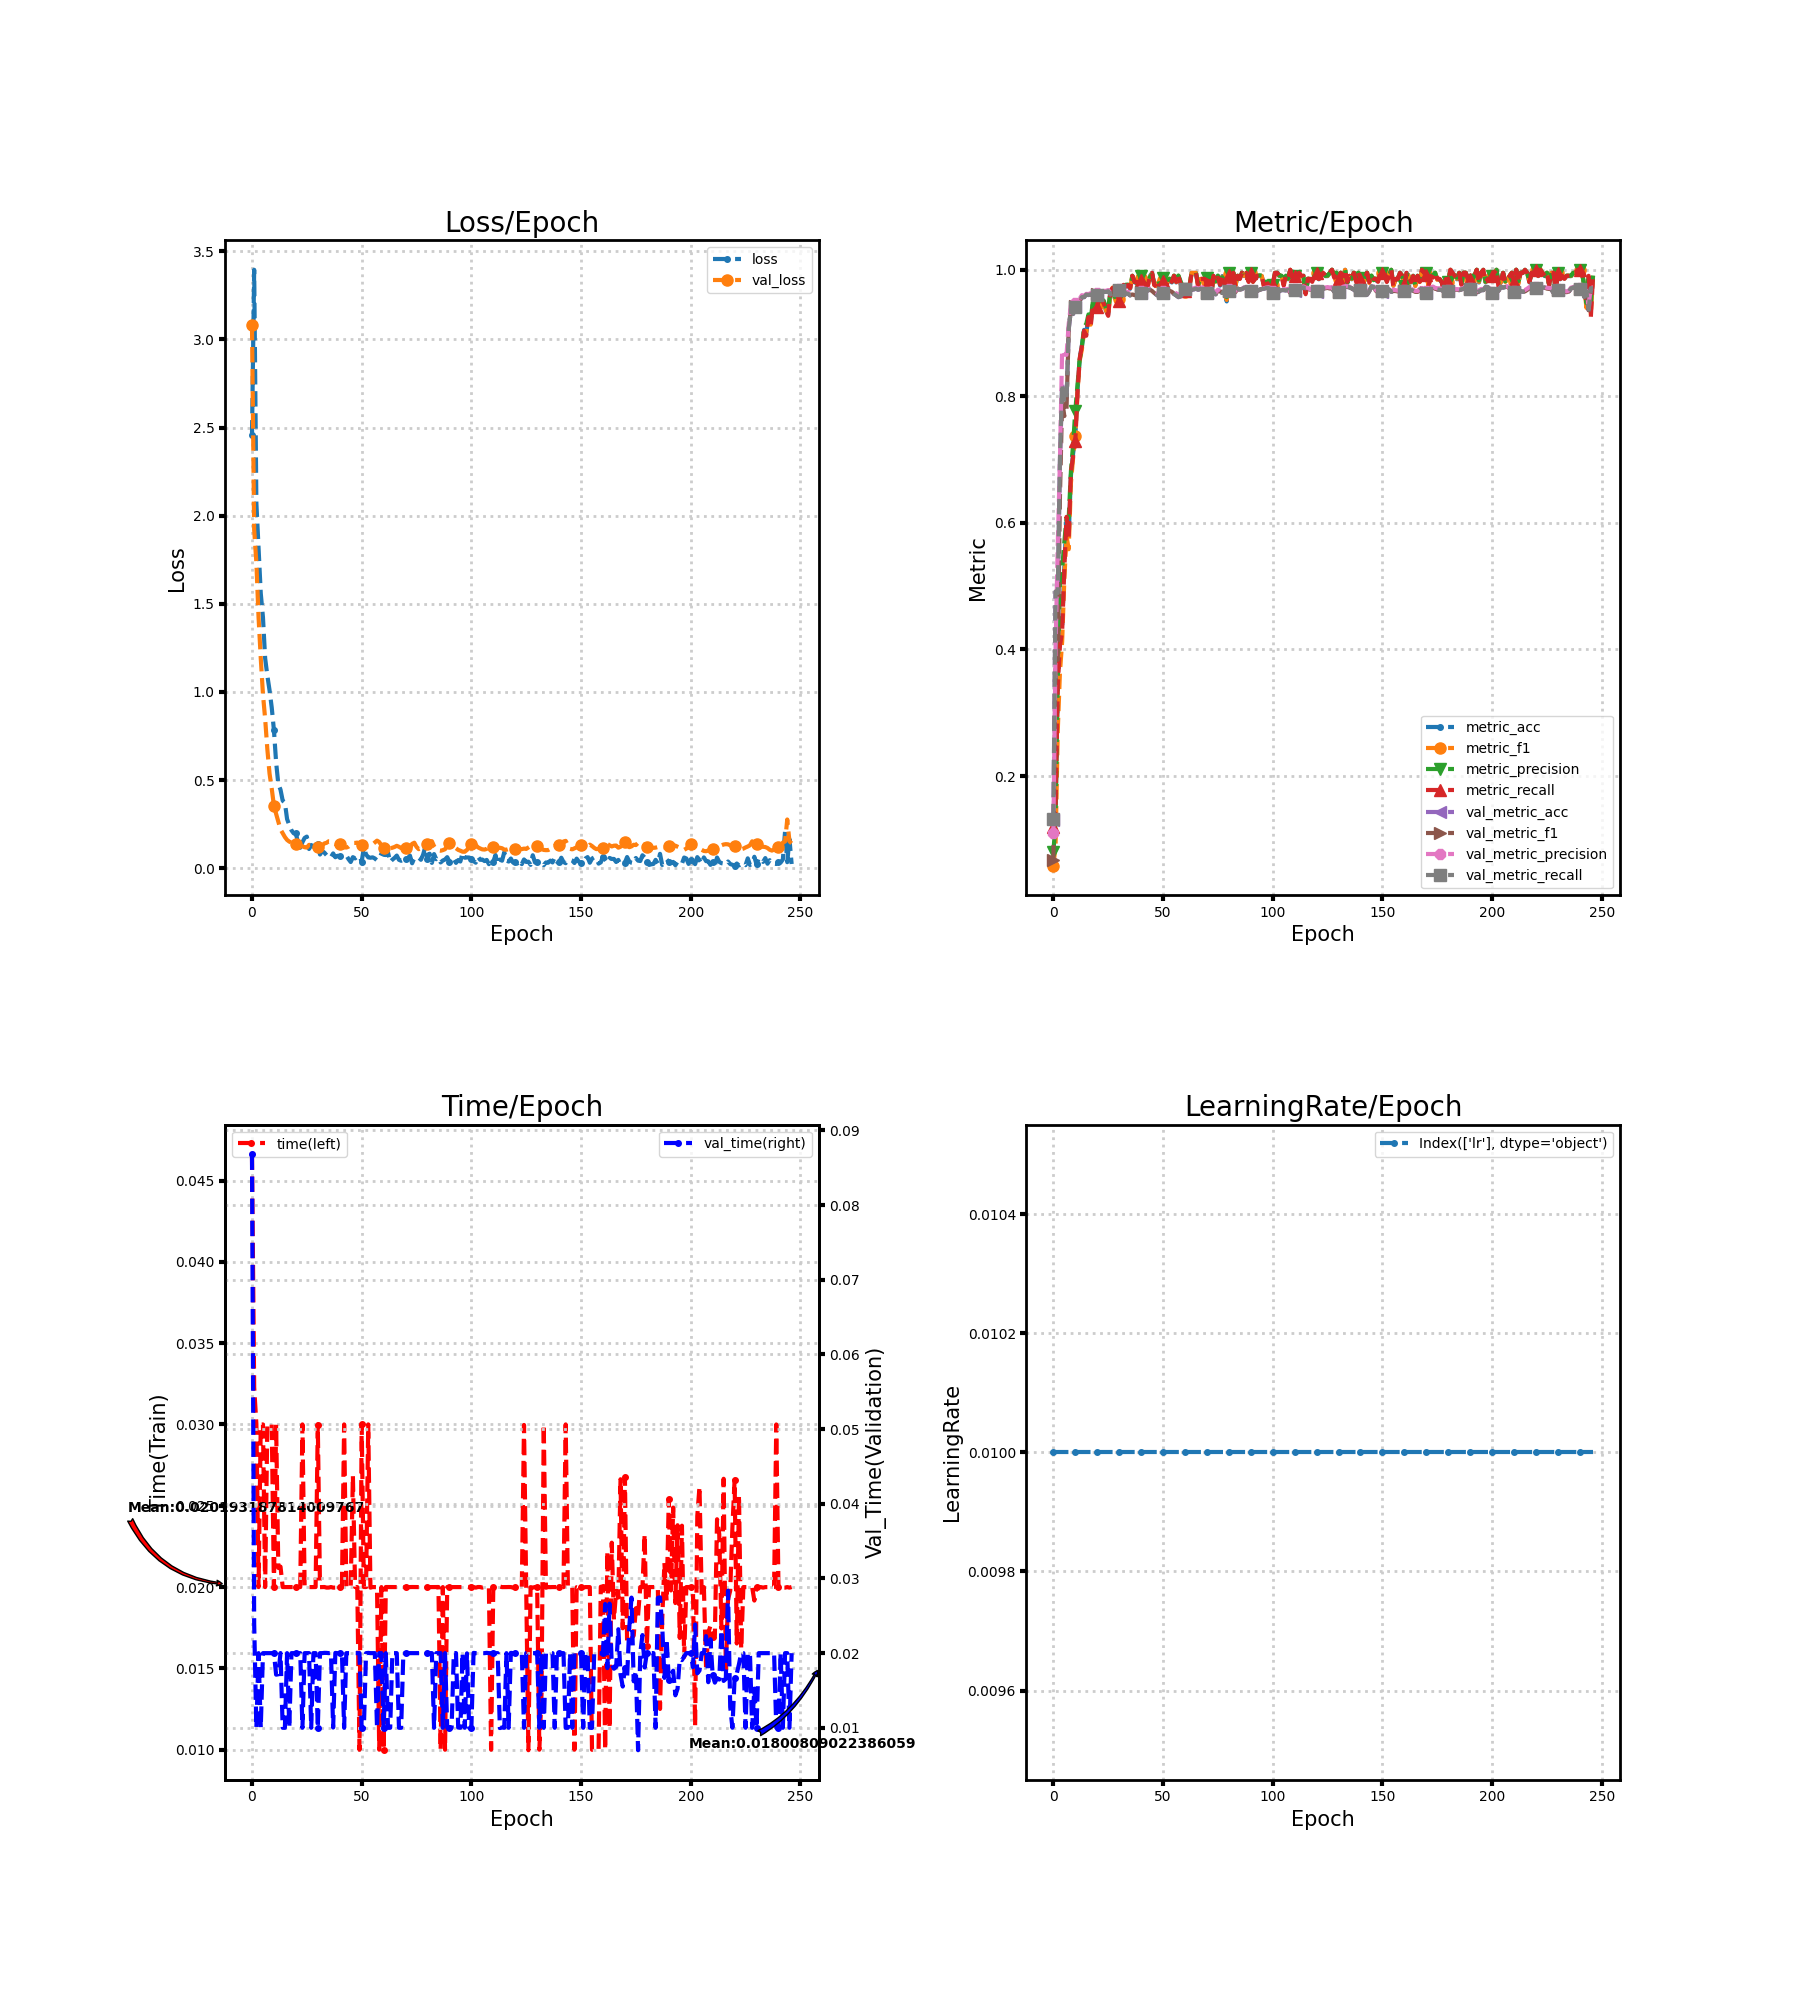 Loss/Epoch
3.5
3.0
2.5
2.0
1.5
1.0
0.5
0.0
Loss
loss
val_loss
0 50 100 150 200 250
Epoch
Metric/Epoch
1.0
0.8
0.6
0.4
0.2
Metric
metric_acc
metric_f1
metric_precision
metric_recall
val_metric_acc
val_metric_f1
val_metric_precision
val_metric_recall
0 50 100 150 200 250
Epoch
Time/Epoch
time(left)
val_time(right)
0.045
0.040
0.035
0.030
0.025
0.020
0.015
0.010
Time(Train)
0.09
0.08
0.07
0.06
0.05
0.04
0.03
0.02
0.01
Val_Time(Validation)
Mean:0.01800809022386059
0 50 100 150 200 250
Epoch
LearningRate/Epoch
Index(['lr'], dtype='object')
0.0104
0.0102
0.0100
0.0098
0.0096
LearningRate
0 50 100 150 200 250
Epoch